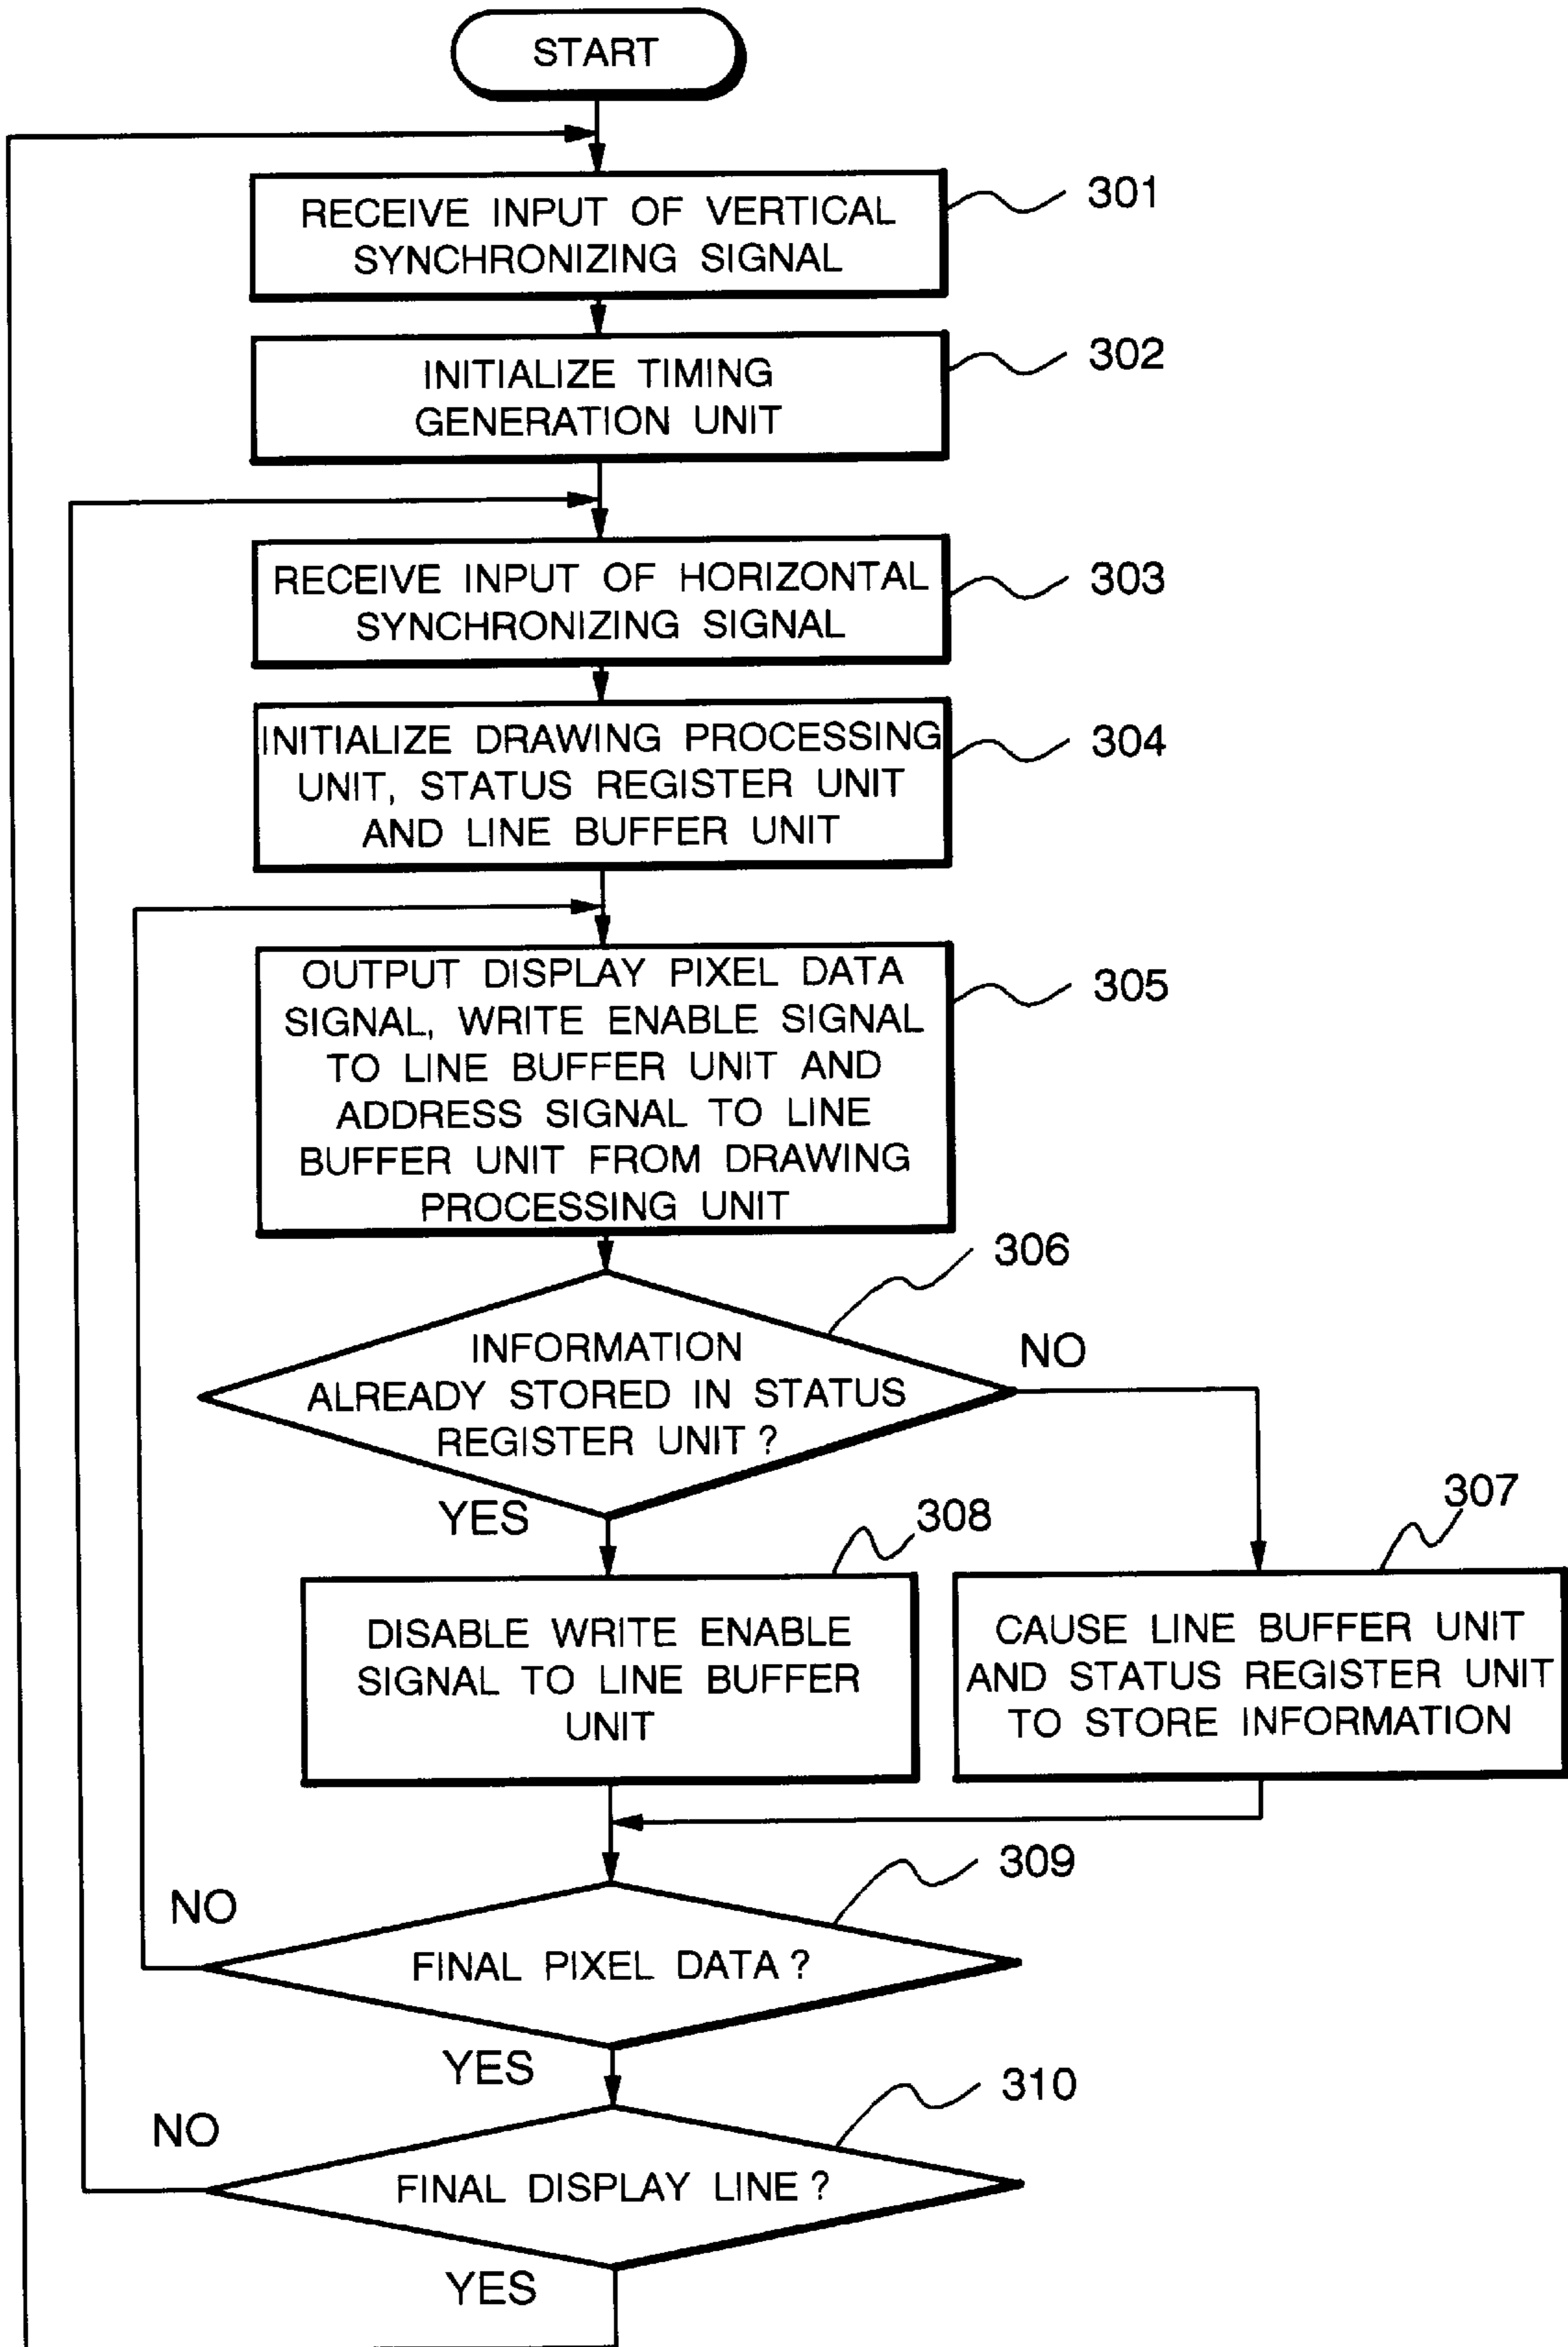 START
RECEIVE INPUT OF VERTICAL
SYNCHRONIZING SIGNAL
301
INITIALIZE TIMING
GENERATION UNIT
302
RECEIVE INPUT OF HORIZONTAL
SYNCHRONIZING SIGNAL
303
INITIALIZE DRAWING PROCESSING
UNIT, STATUS REGISTER UNIT
AND LINE BUFFER UNIT
304
OUTPUT DISPLAY PIXEL DATA
SIGNAL, WRITE ENABLE SIGNAL
TO LINE BUFFER UNIT AND
ADDRESS SIGNAL TO LINE
BUFFER UNIT FROM DRAWING
PROCESSING UNIT
305
306
INFORMATION
ALREADY STORED IN STATUS
REGISTER UNIT?
NO
YES
308
DISABLE WRITE ENABLE
SIGNAL TO LINE BUFFER
UNIT
307
CAUSE LINE BUFFER UNIT
AND STATUS REGISTER UNIT
TO STORE INFORMATION
309
NO
FINAL PIXEL DATA?
YES
310
NO
FINAL DISPLAY LINE?
YES